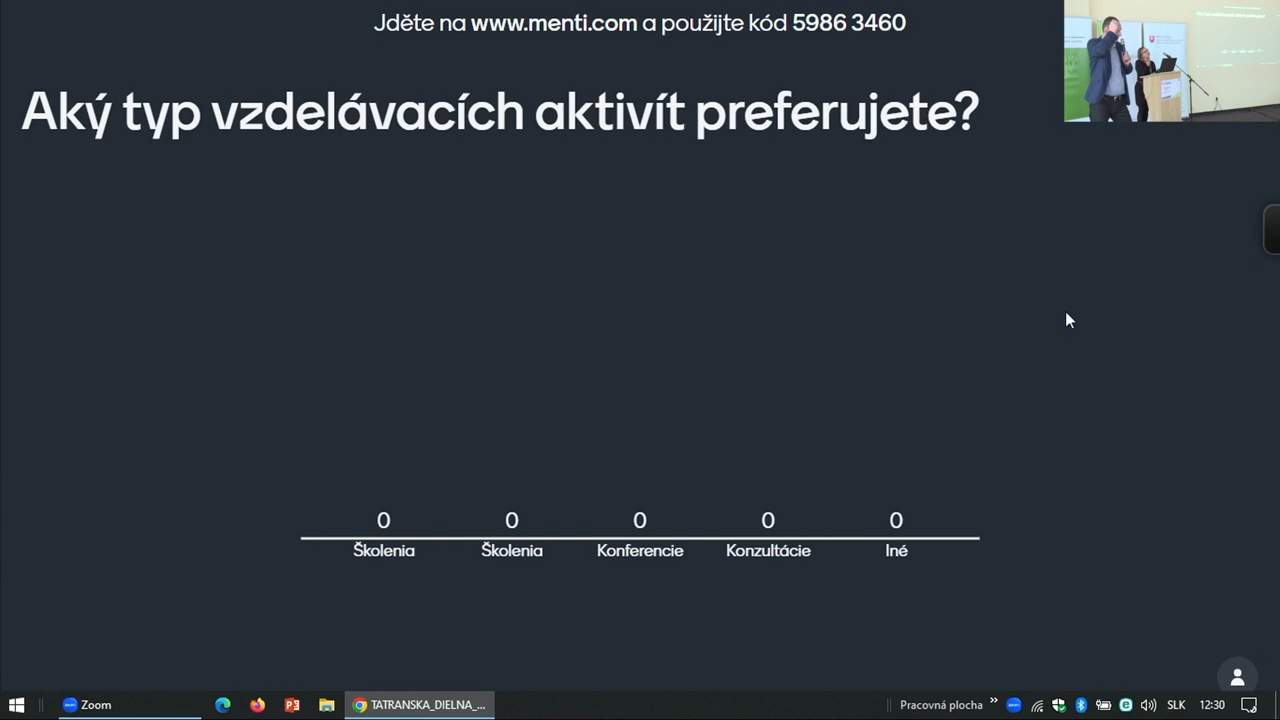 Jděte na www.menti.com a použijte kód 5986 3460
Aký typ vzdelávacích aktivít preferujete?
0 0 0 0 0
Školenia Školenia Konferencie Konzultácie Iné
Zoom
TATRANSKA_DIELNA_...
Pracovná plocha
SLK
12:30